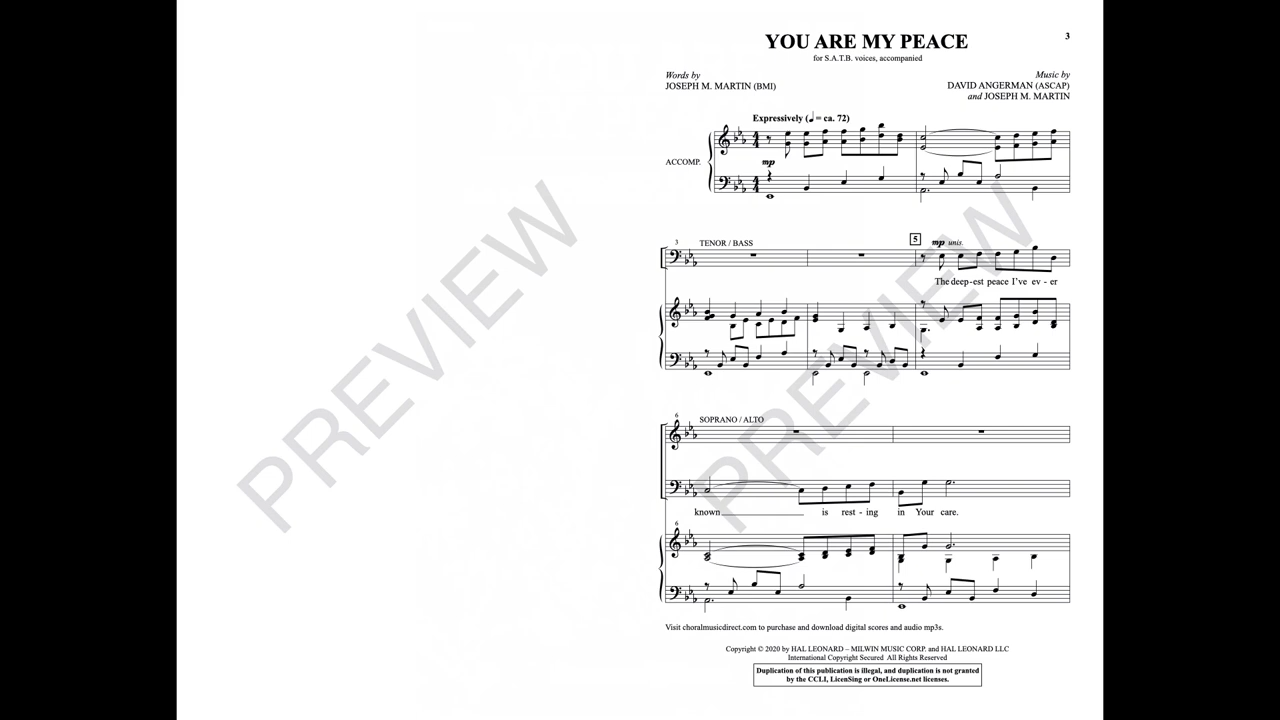 3
YOU ARE MY PEACE
for S.A.T.B. voices, accompanied
Words by
JOSEPH M. MARTIN (BMI)
Music by
DAVID ANGERMAN (ASCAP)
and JOSEPH M. MARTIN
Expressively (♩ = ca. 72)
ACCOMP.
mp
3
TENOR / BASS
5
mp unis.
The deep - est peace I've ev - er
6
SOPRANO / ALTO
known is rest - ing in Your care.
6
Visit choralmusicdirect.com to purchase and download digital scores and audio mp3s.
Copyright © 2020 by HAL LEONARD – MILWIN MUSIC CORP. and HAL LEONARD LLC
International Copyright Secured All Rights Reserved
Duplication of this publication is illegal, and duplication is not granted
by the CCLI, LicenSing or OneLicense.net licenses.
PREVIEW
PREVIEW